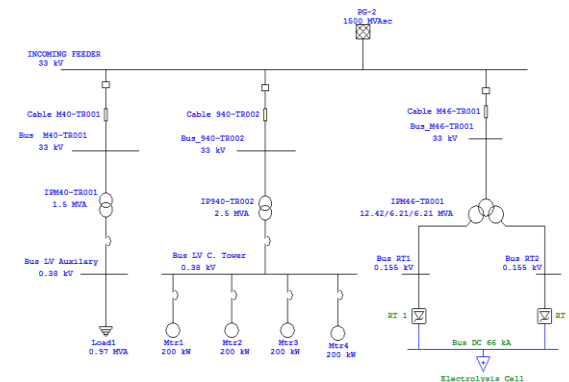 PG-2
1500 MVAsc
INCOMING FEEDER
33 kV
Cable M40-TR001
Cable 940-TR002
Cable M46-TR001
Bus M40-TR001
33 kV
Bus_940-TR002
33 kV
Bus_M46-TR001
33 kV
IPM40-TR001
1.5 MVA
IP940-TR002
2.5 MVA
IPM46-TR001
12.42/6.21/6.21 MVA
Bus LV Auxilary
0.38 kV
Bus LV C. Tower
0.38 kV
Bus RT1
0.155 kV
Bus RT2
0.155 kV
RT 1
RT
Load1
0.97 MVA
Mtr1
200 kW
Mtr2
200 kW
Mtr3
200 kW
Mtr4
200 kW
Bus DC 66 kA
Electrolysis Cell